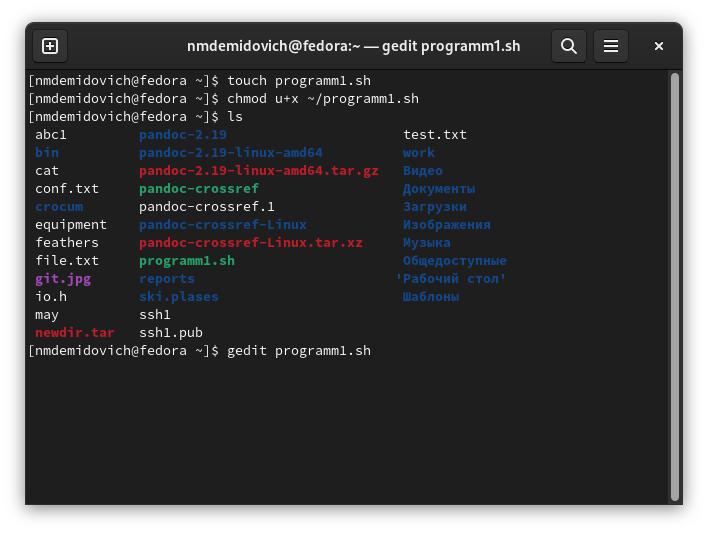 nmdemidovich@fedora:~ — gedit programm1.sh
[nmdemidovich@fedora ~]$ touch programm1.sh
[nmdemidovich@fedora ~]$ chmod u+x ~/programm1.sh
[nmdemidovich@fedora ~]$ ls
abc1 pandoc-2.19 test.txt
bin pandoc-2.19-linux-amd64 work
cat pandoc-2.19-linux-amd64.tar.gz Видео
conf.txt pandoc-crossref Документы
crocum pandoc-crossref.1 Загрузки
equipment pandoc-crossref-Linux Изображения
feathers pandoc-crossref-Linux.tar.xz Музыка
file.txt programm1.sh Общедоступные
git.jpg reports 'Рабочий стол'
io.h ski.plases Шаблоны
may ssh1
newdir.tar ssh1.pub
[nmdemidovich@fedora ~]$ gedit programm1.sh